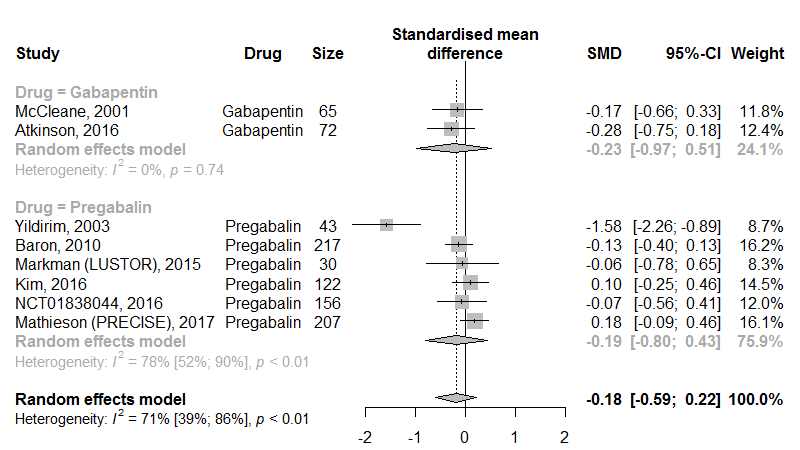 Standardised mean
Study Drug Size difference SMD 95%-CI Weight
Drug = Gabapentin
McCleane, 2001 Gabapentin 65 -0.17 [-0.66; 0.33] 11.8%
Atkinson, 2016 Gabapentin 72 -0.28 [-0.75; 0.18] 12.4%
Random effects model -0.23 [-0.97; 0.51] 24.1%
Heterogeneity: I² = 0%, p = 0.74
Drug = Pregabalin
Yildirim, 2003 Pregabalin 43 -1.58 [-2.26; -0.89] 8.7%
Baron, 2010 Pregabalin 217 -0.13 [-0.40; 0.13] 16.2%
Markman (LUSTOR), 2015 Pregabalin 30 -0.06 [-0.78; 0.65] 8.3%
Kim, 2016 Pregabalin 122 0.10 [-0.25; 0.46] 14.5%
NCT01838044, 2016 Pregabalin 156 -0.07 [-0.56; 0.41] 12.0%
Mathieson (PRECISE), 2017 Pregabalin 207 0.18 [-0.09; 0.46] 16.1%
Random effects model -0.19 [-0.80; 0.43] 75.9%
Heterogeneity: I² = 78% [52%; 90%], p < 0.01
Random effects model -0.18 [-0.59; 0.22] 100.0%
Heterogeneity: I² = 71% [39%; 86%], p < 0.01
-2 -1 0 1 2